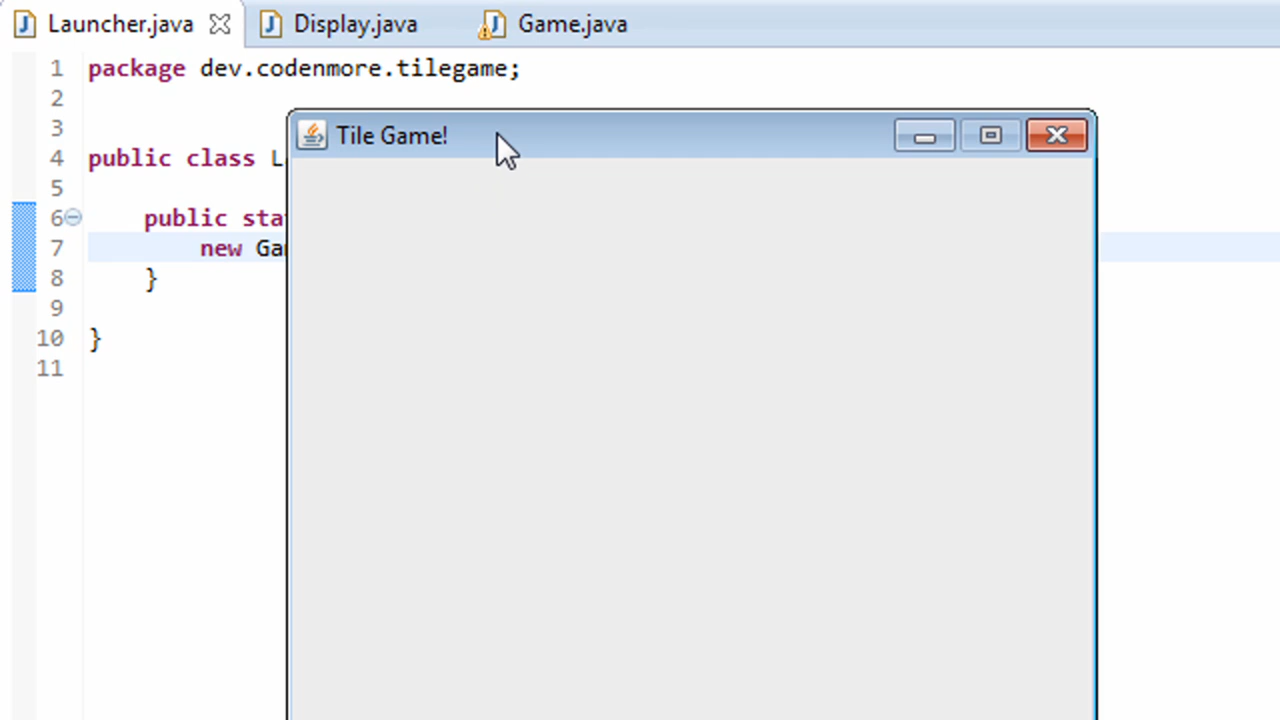 Launcher.java Display.java Game.java
1 package dev.codenmore.tilegame;
2
3
Tile Game!
4 public class L
5
6 public sta
7 new Ga
8 }
9
10 }
11